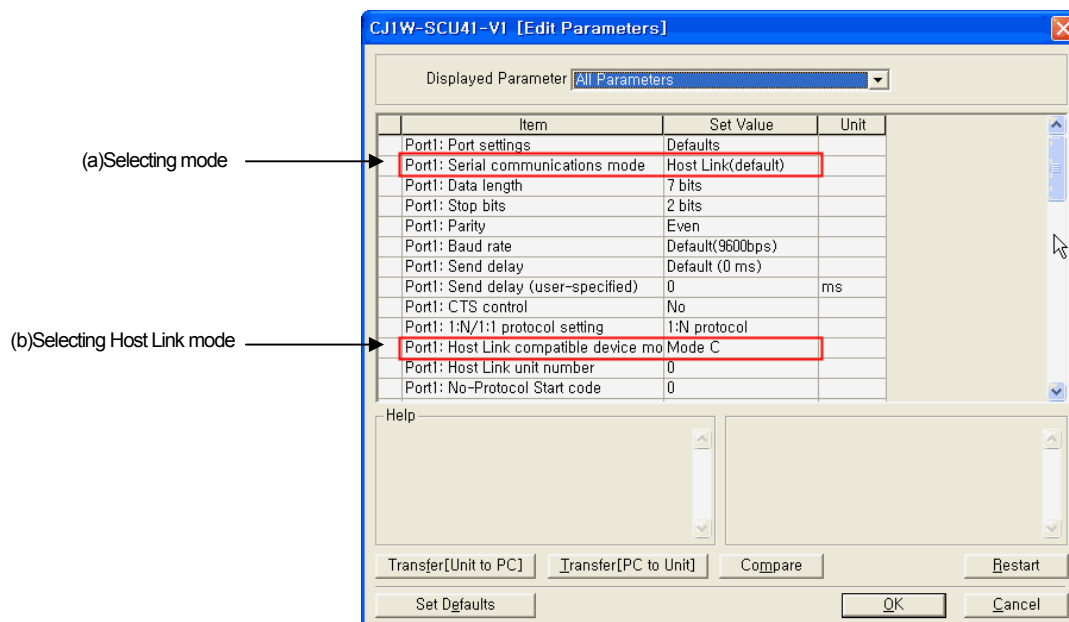 CJ1W-SCU41-V1 [Edit Parameters]
Displayed Parameter All Parameters
Item Set Value Unit
Port1: Port settings Defaults
(a)Selecting mode
Port1: Serial communications mode Host Link(default)
Port1: Data length 7 bits
Port1: Stop bits 2 bits
Port1: Parity Even
Port1: Baud rate Default(9600bps)
Port1: Send delay Default (0 ms)
Port1: Send delay (user-specified) 0 ms
Port1: CTS control No
Port1: 1:N/1:1 protocol setting 1:N protocol
(b)Selecting Host Link mode
Port1: Host Link compatible device mo Mode C
Port1: Host Link unit number 0
Port1: No-Protocol Start code 0
Help
Transfer[Unit to PC] Transfer[PC to Unit] Compare Restart
Set Defaults OK Cancel